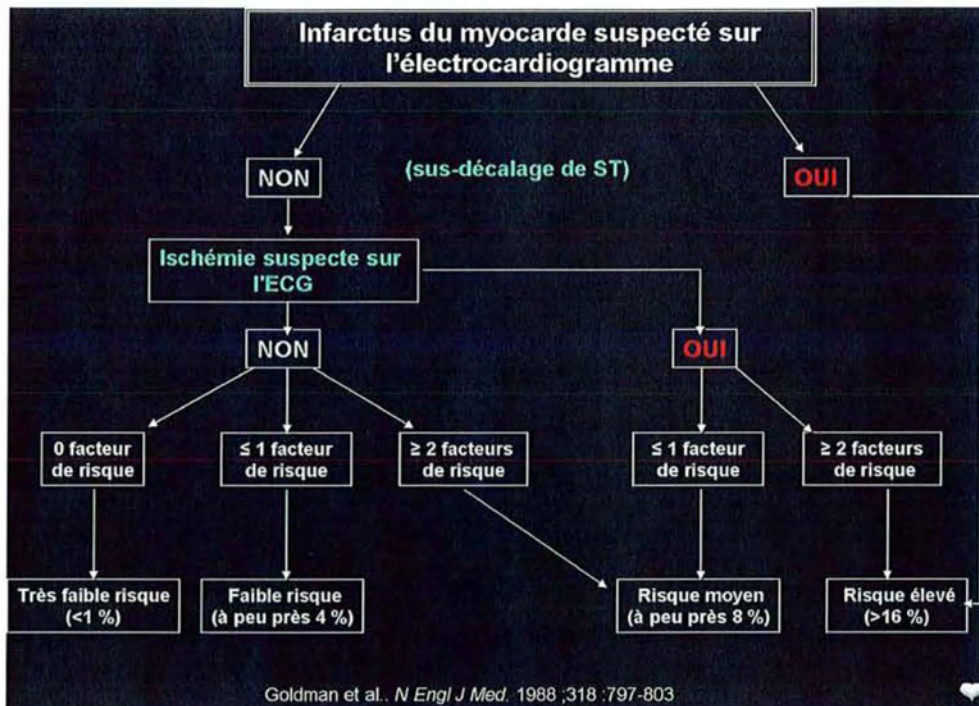 Infarctus du myocarde suspecté sur
l'électrocardiogramme
NON
(sus-décalage de ST)
OUI
Ischémie suspecte sur
l'ECG
NON
OUI
0 facteur
de risque
≤ 1 facteur
de risque
≥ 2 facteurs
de risque
≤ 1 facteur
de risque
≥ 2 facteurs
de risque
Très faible risque
(<1 %)
Faible risque
(à peu près 4 %)
Risque moyen
(à peu près 8 %)
Risque élevé
(>16 %)
Goldman et al.. N Engl J Med. 1988 ;318 :797-803